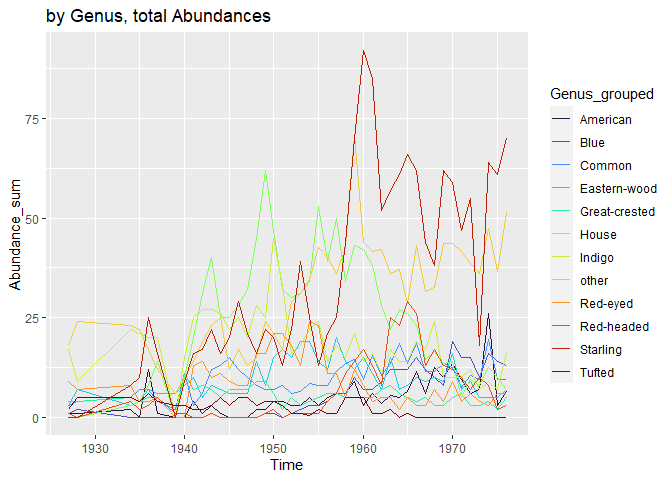 by Genus, total Abundances
Abundance_sum
75
50
25
0
1930
1940
1950
1960
1970
Time
Genus_grouped
American
Blue
Common
Eastern-wood
Great-crested
House
Indigo
other
Red-eyed
Red-headed
Starling
Tufted